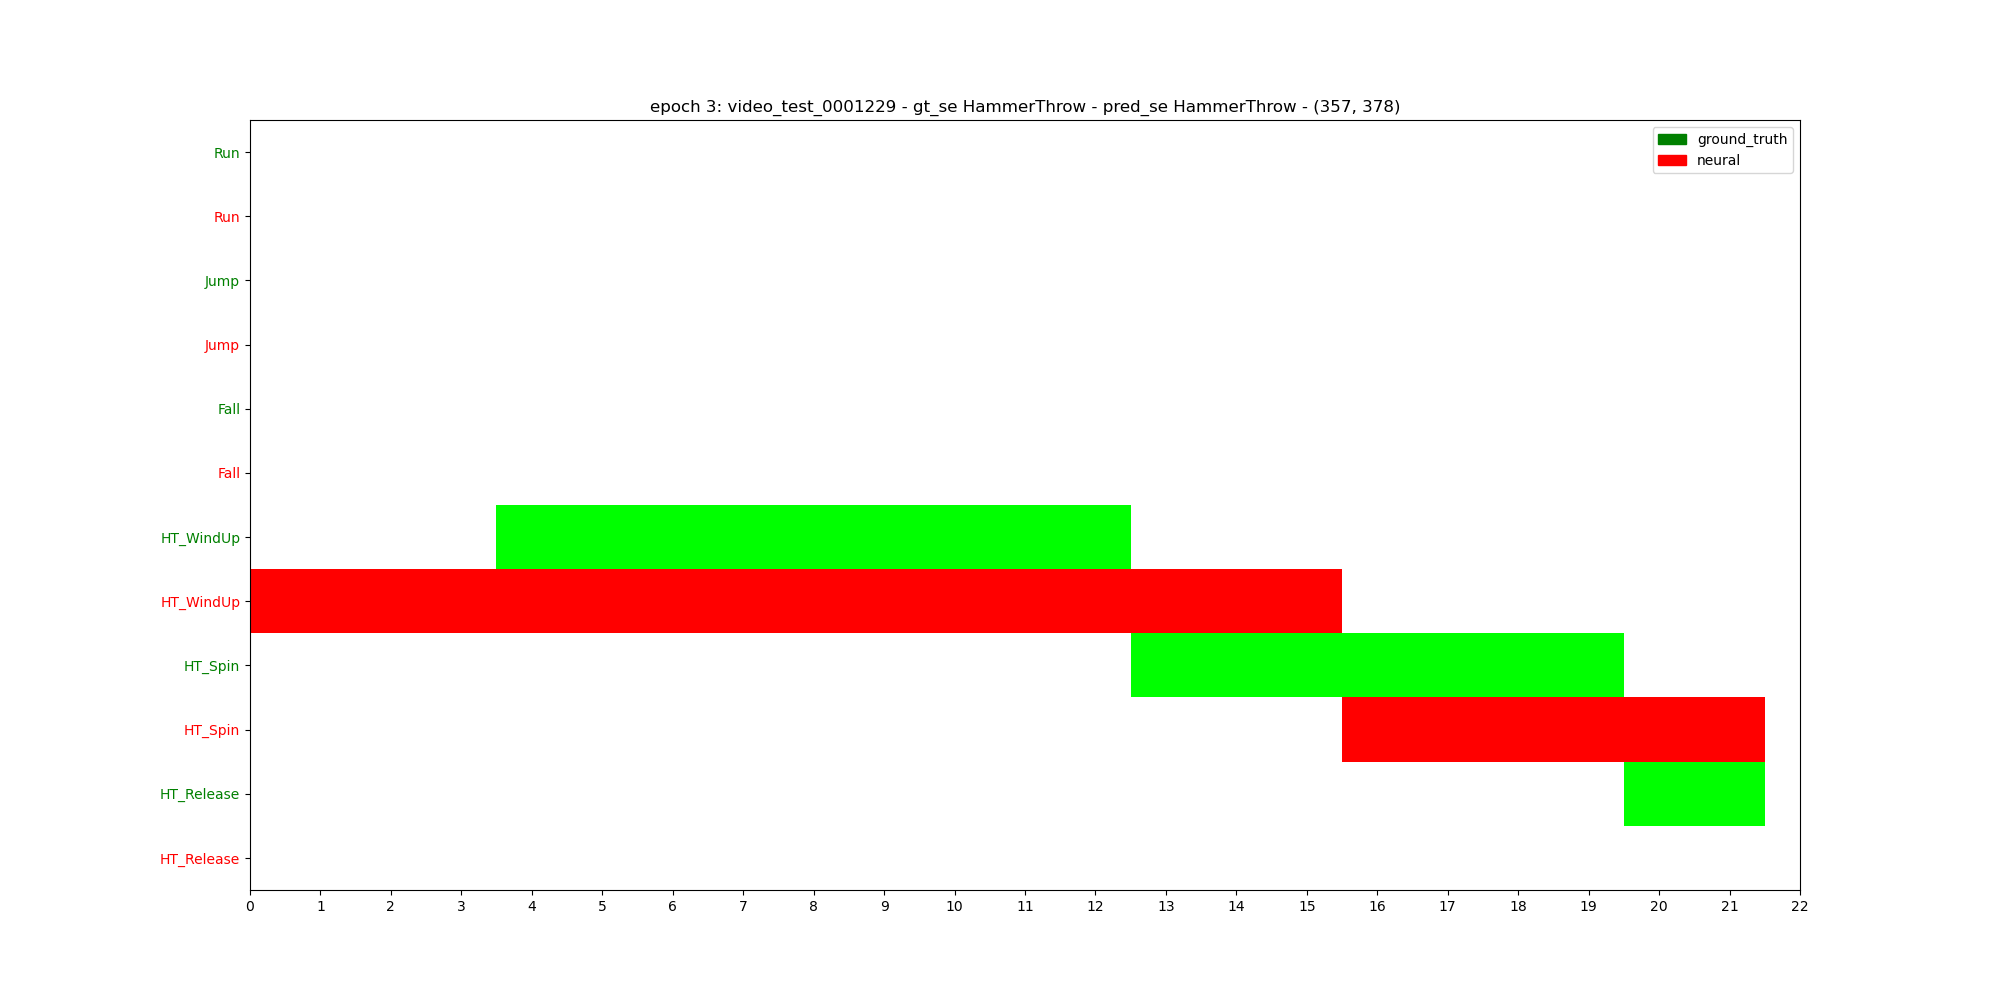 epoch 3: video_test_0001229 - gt_se HammerThrow - pred_se HammerThrow - (357, 378)
ground_truth
neural
Run
Run
Jump
Jump
Fall
Fall
HT_WindUp
HT_WindUp
HT_Spin
HT_Spin
HT_Release
HT_Release
0 1 2 3 4 5 6 7 8 9 10 11 12 13 14 15 16 17 18 19 20 21 22